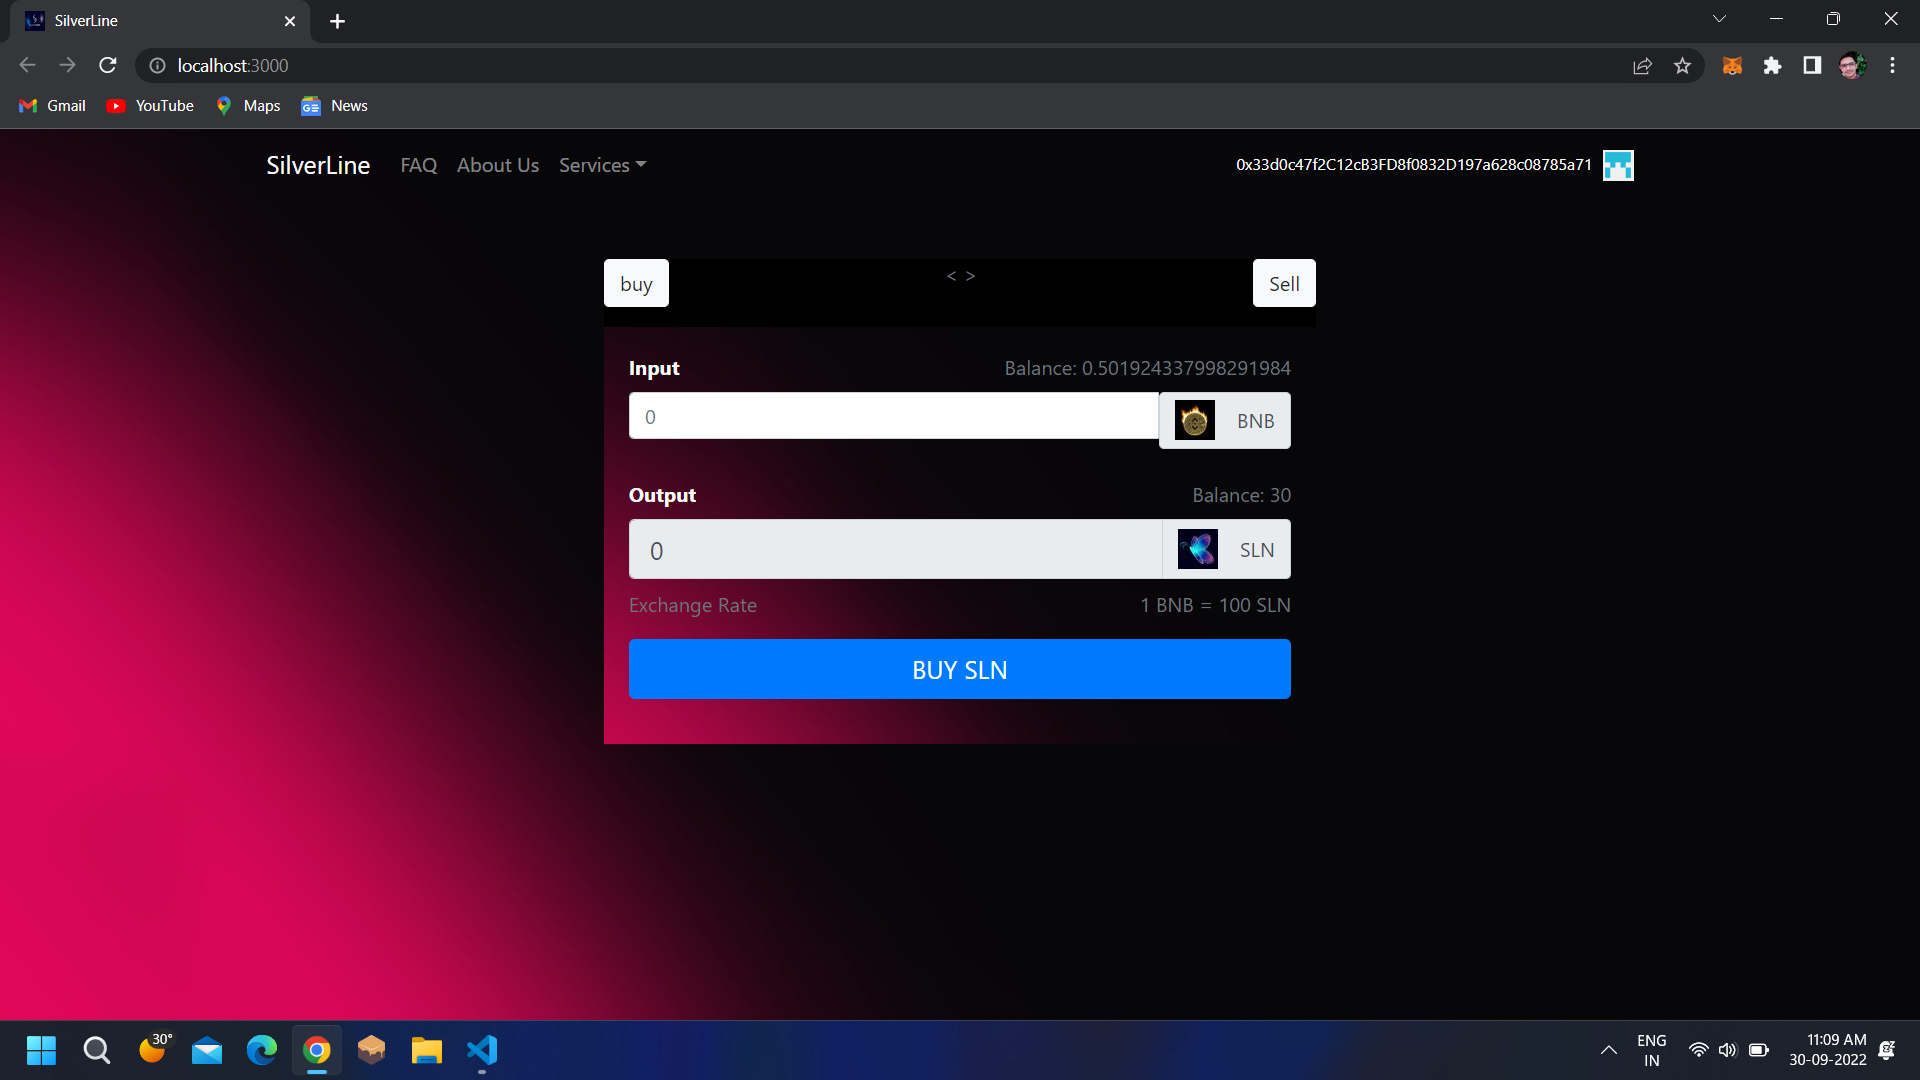 SilverLine
localhost:3000
Gmail YouTube Maps News
SilverLine FAQ About Us Services 0x33d0c47f2C12cB3FD8f0832D197a628c08785a71
buy < > Sell
Input Balance: 0.501924337998291984
0 BNB
Output Balance: 30
0 SLN
Exchange Rate 1 BNB = 100 SLN
BUY SLN
30°
ENG
IN
11:09 AM
30-09-2022